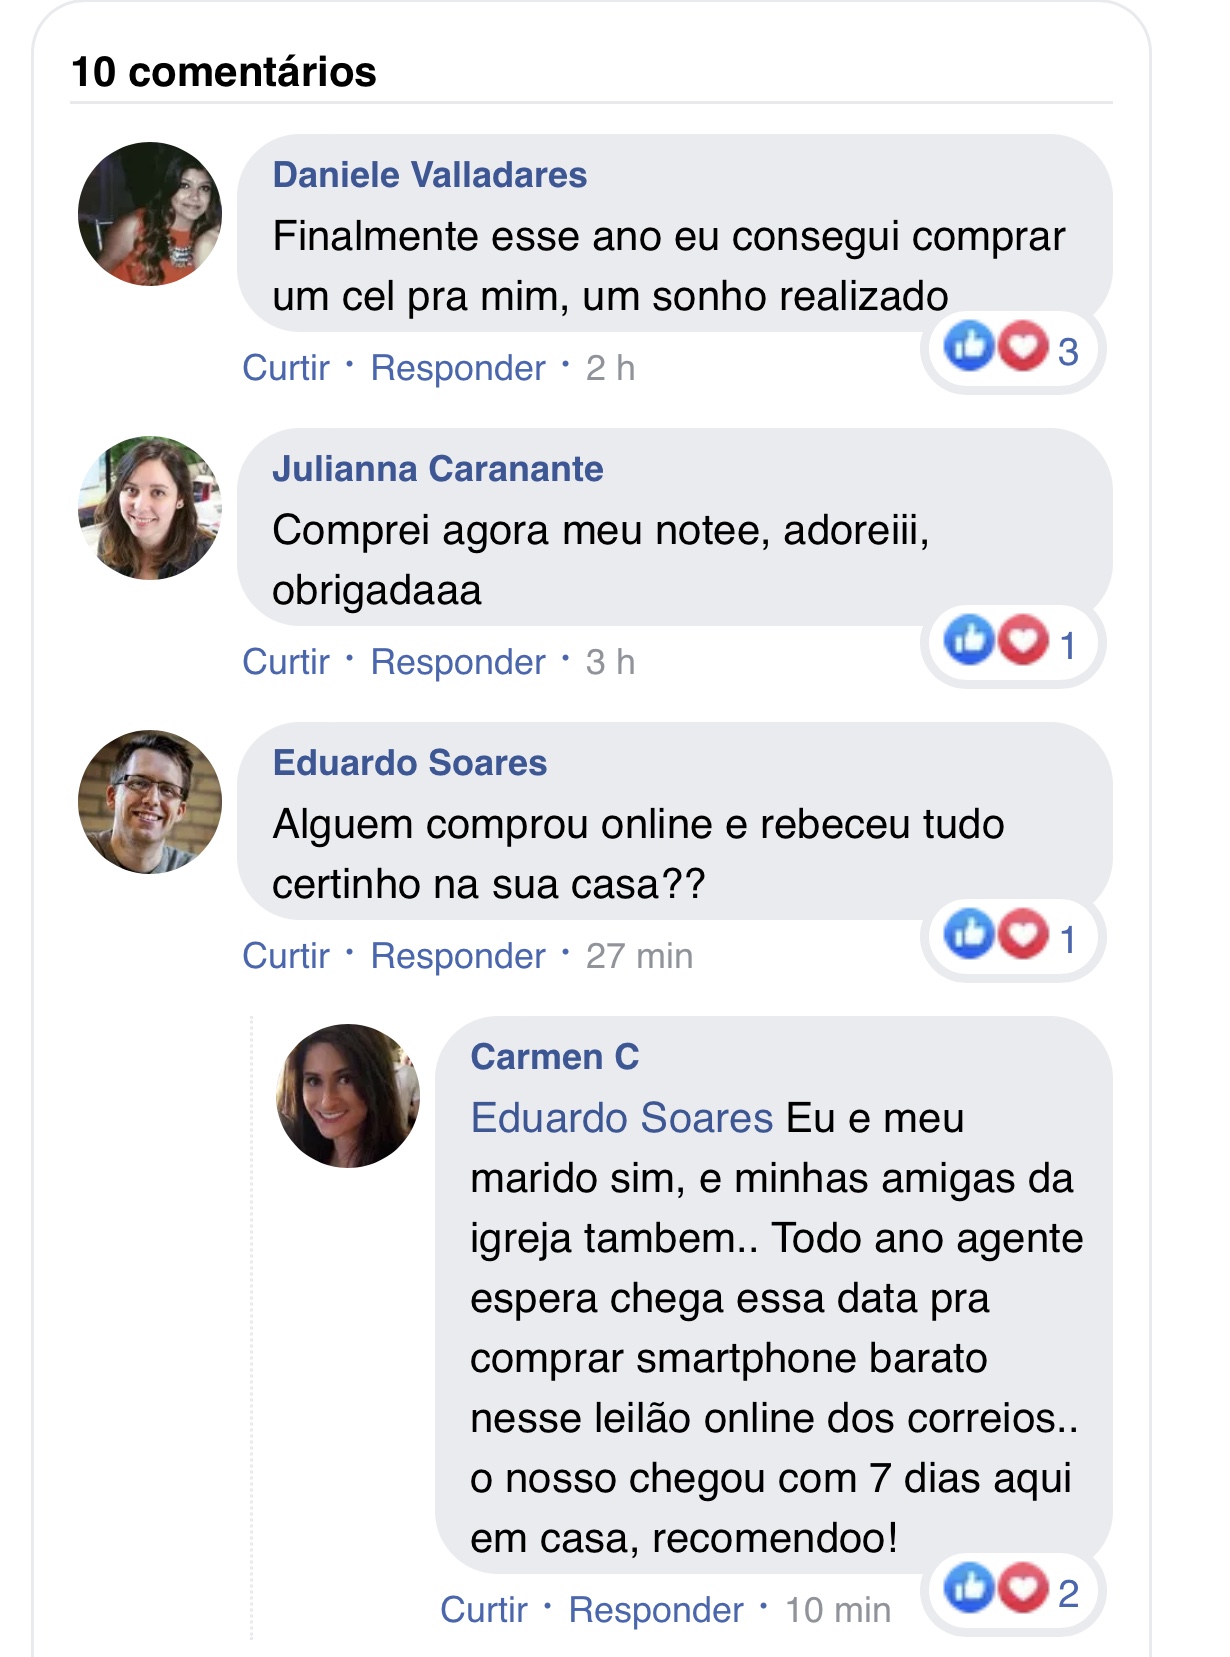 10 comentários
Daniele Valladares
Finalmente esse ano eu consegui comprar
um cel pra mim, um sonho realizado
3
Curtir · Responder · 2 h
Julianna Caranante
Comprei agora meu notee, adoreiii,
obrigadaaa
1
Curtir · Responder · 3 h
Eduardo Soares
Alguem comprou online e rebeceu tudo
certinho na sua casa??
1
Curtir · Responder · 27 min
Carmen C
Eduardo Soares Eu e meu
marido sim, e minhas amigas da
igreja tambem.. Todo ano agente
espera chega essa data pra
comprar smartphone barato
nesse leilão online dos correios..
o nosso chegou com 7 dias aqui
em casa, recomendoo!
2
Curtir · Responder · 10 min